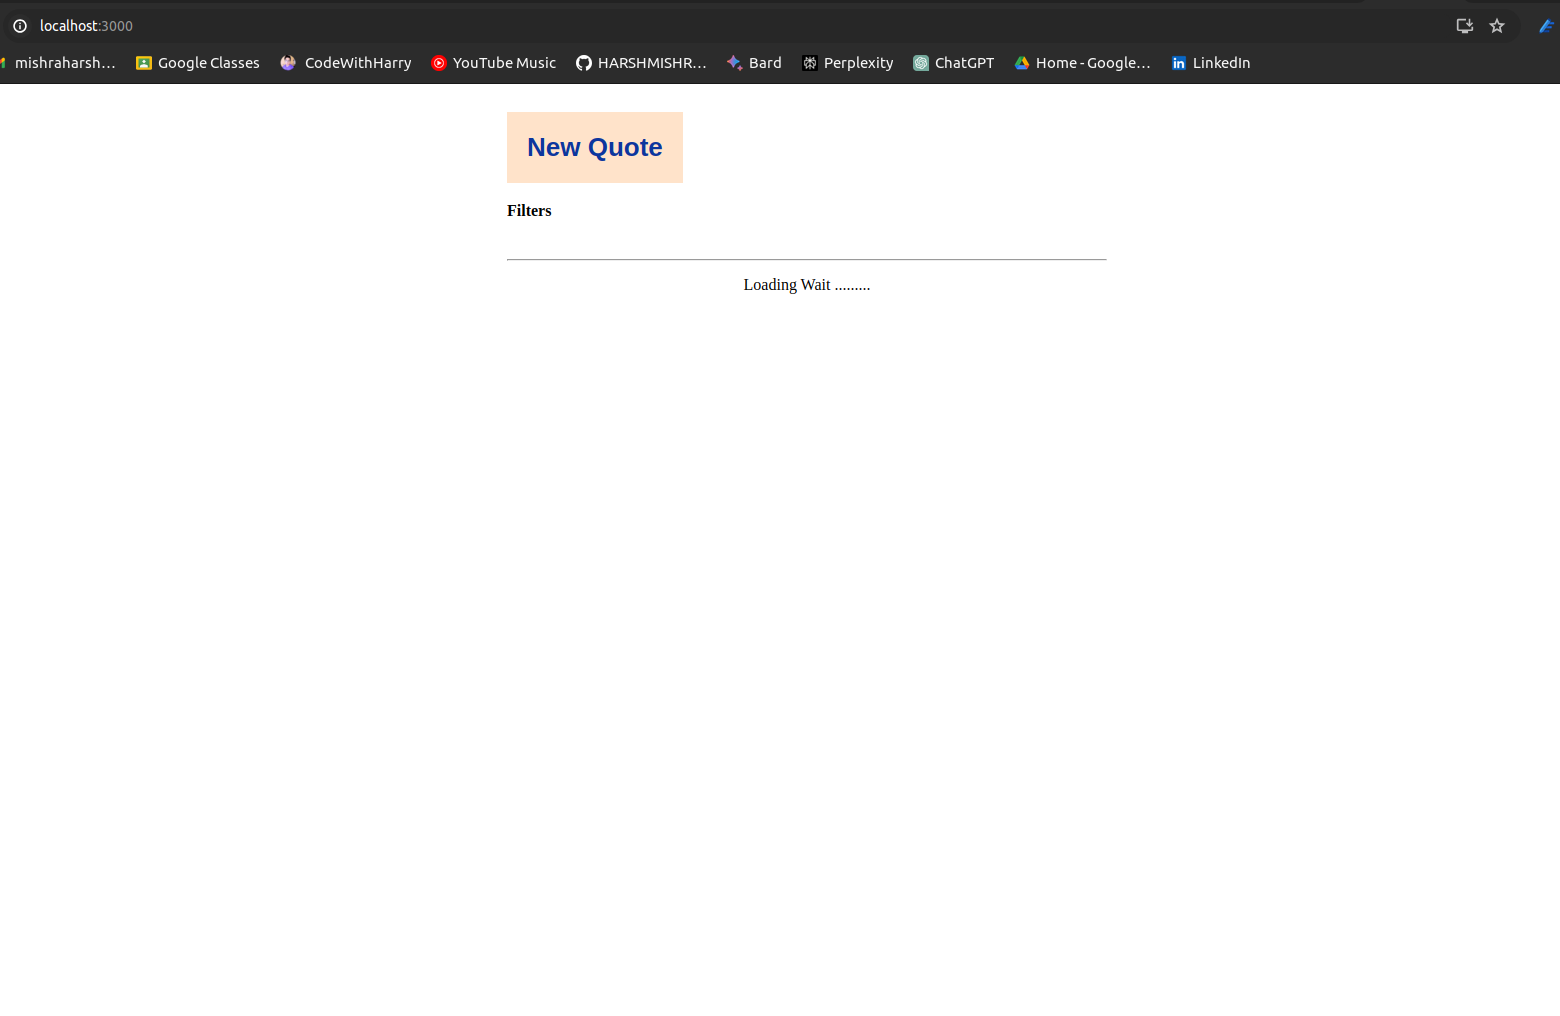 localhost:3000
mishraharsh... Google Classes CodeWithHarry YouTube Music HARSHMISHR... Bard Perplexity ChatGPT Home - Google... LinkedIn
New Quote
Filters
Loading Wait .........